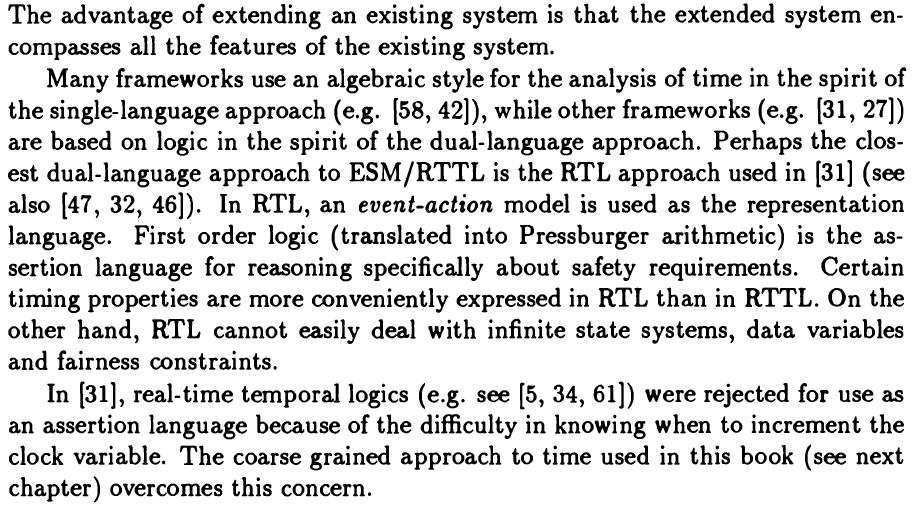 The advantage of extending an existing system is that the extended system en-
compasses all the features of the existing system.
Many frameworks use an algebraic style for the analysis of time in the spirit of
the single-language approach (e.g. [58, 42]), while other frameworks (e.g. [31, 27])
are based on logic in the spirit of the dual-language approach. Perhaps the clos-
est dual-language approach to ESM/RTTL is the RTL approach used in [31] (see
also [47, 32, 46]). In RTL, an event-action model is used as the representation
language. First order logic (translated into Pressburger arithmetic) is the as-
sertion language for reasoning specifically about safety requirements. Certain
timing properties are more conveniently expressed in RTL than in RTTL. On the
other hand, RTL cannot easily deal with infinite state systems, data variables
and fairness constraints.
In [31], real-time temporal logics (e.g. see [5, 34, 61]) were rejected for use as
an assertion language because of the difficulty in knowing when to increment the
clock variable. The coarse grained approach to time used in this book (see next
chapter) overcomes this concern.